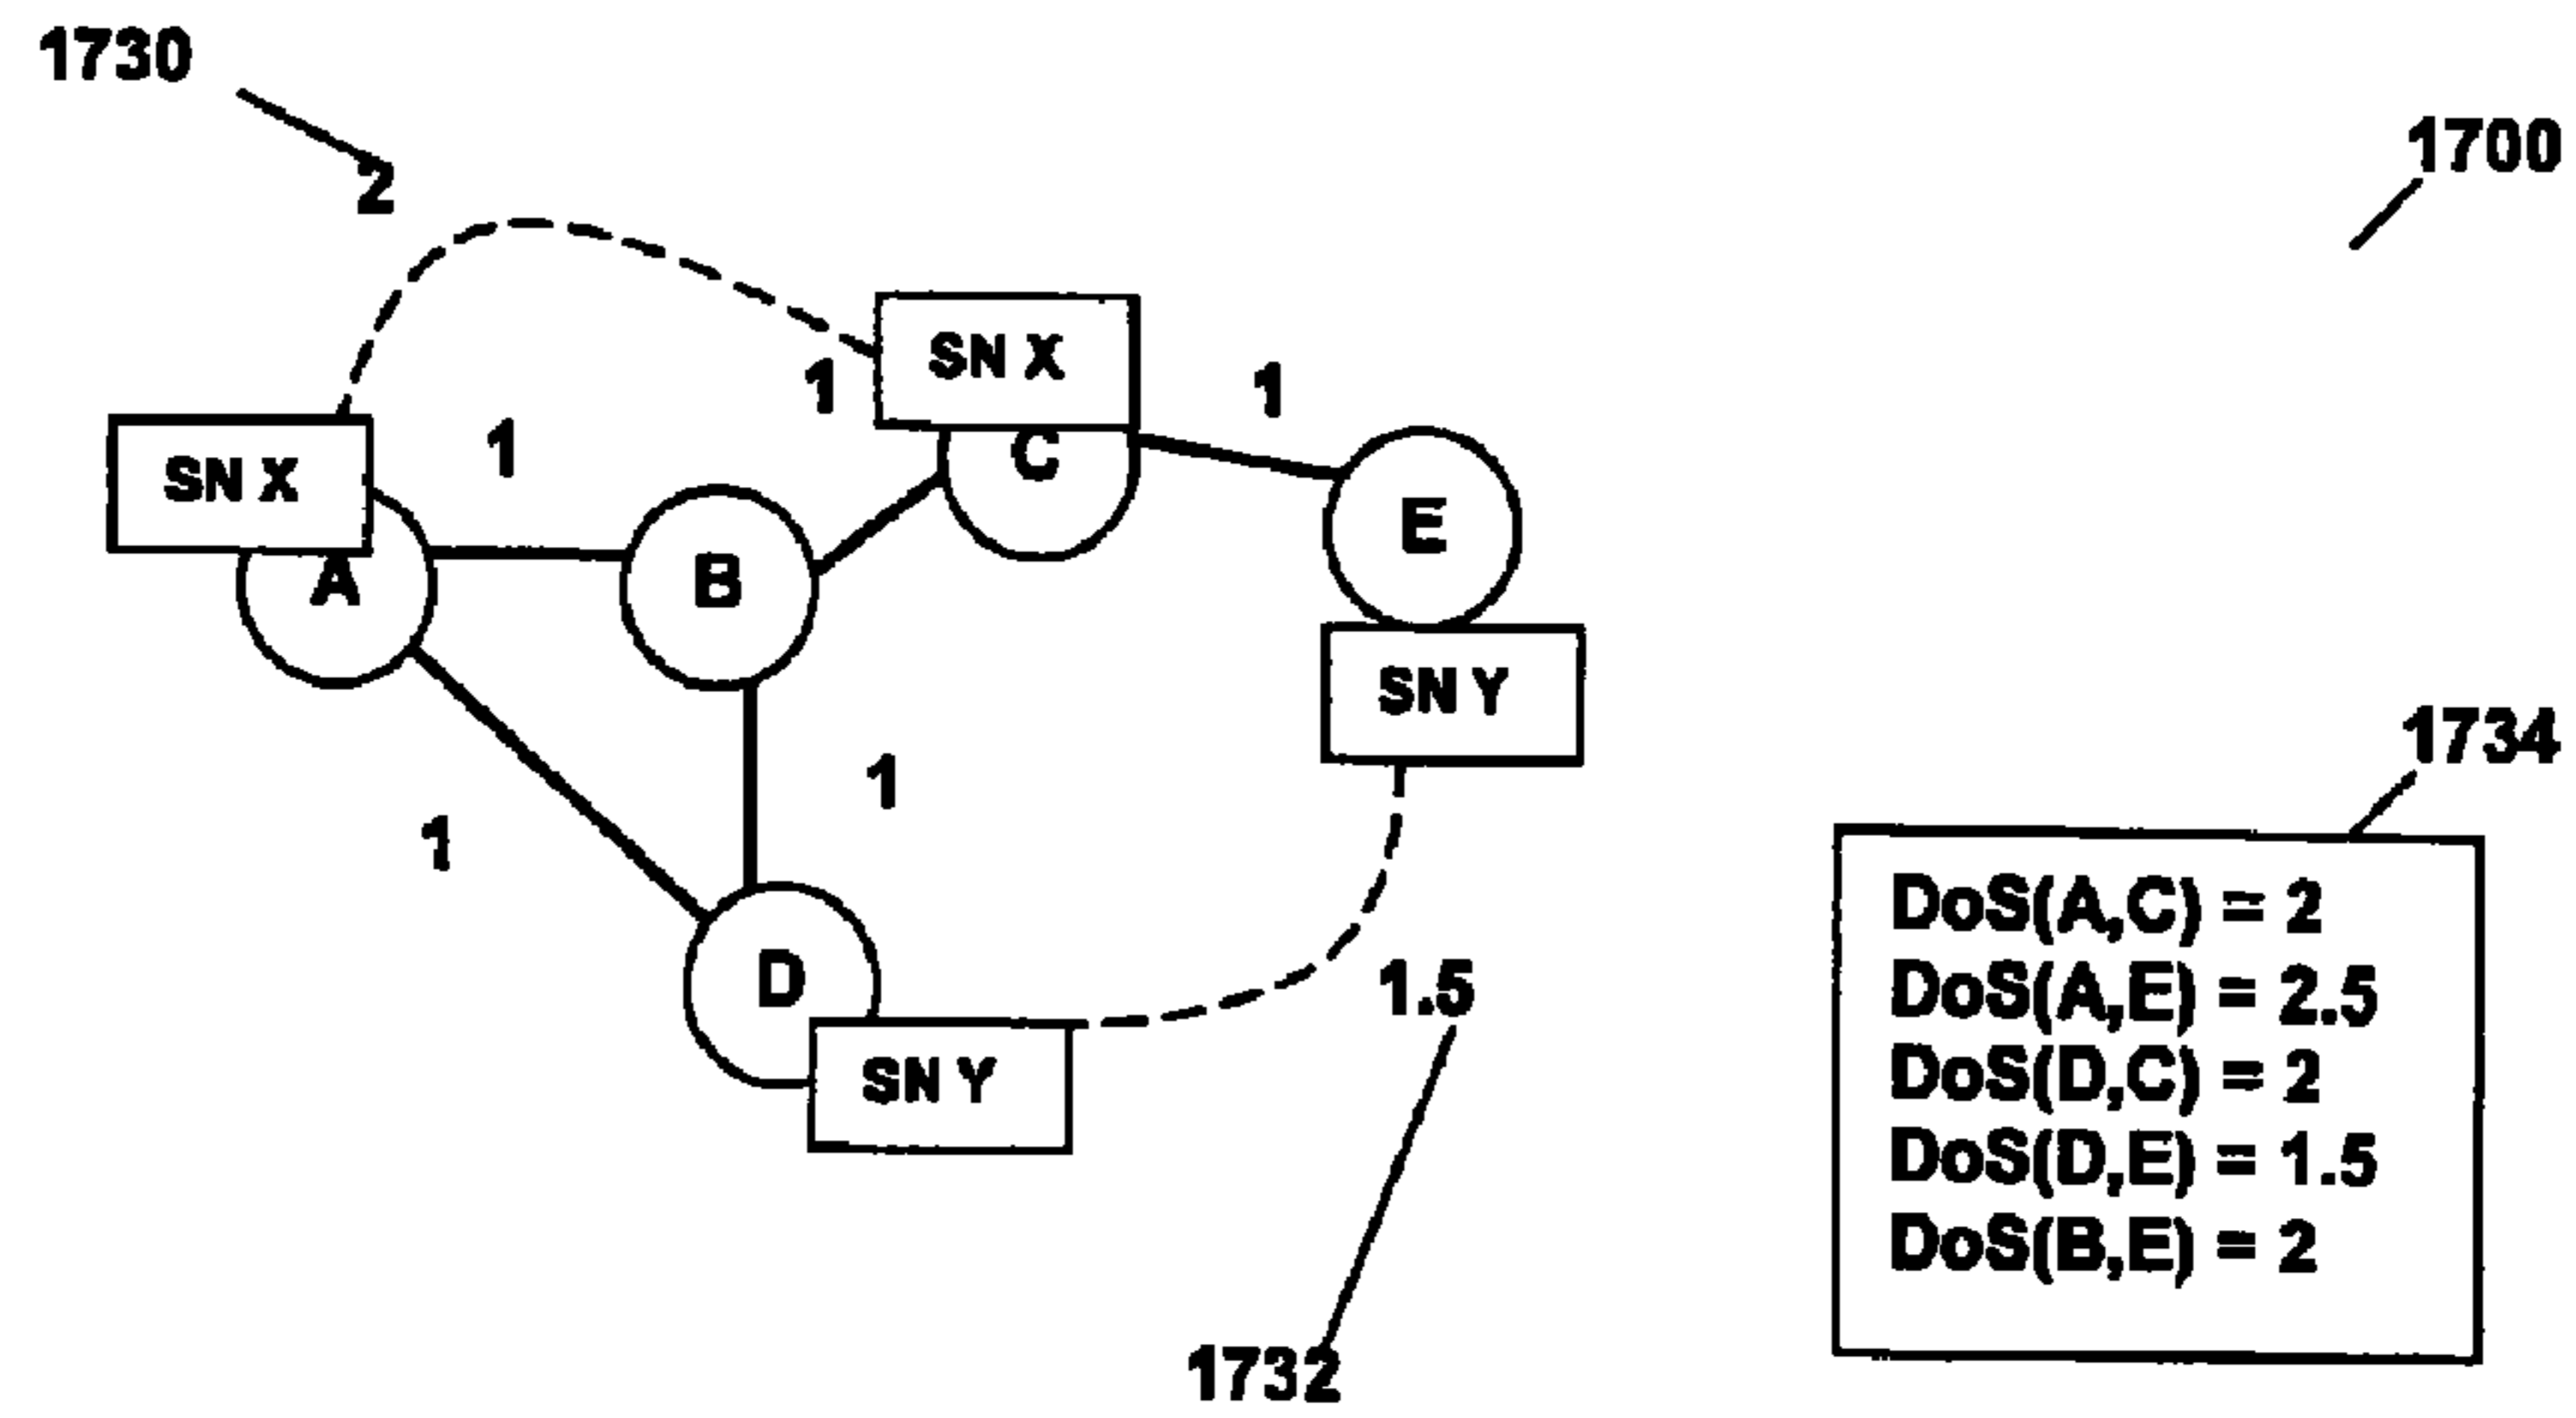 1730
1700
2
SN X
1
1
1
SN X
C
E
A
B
SN Y
1734
1
1
DoS(A,C) = 2
DoS(A,E) = 2.5
DoS(D,C) = 2
DoS(D,E) = 1.5
DoS(B,E) = 2
D
1.5
SN Y
1732